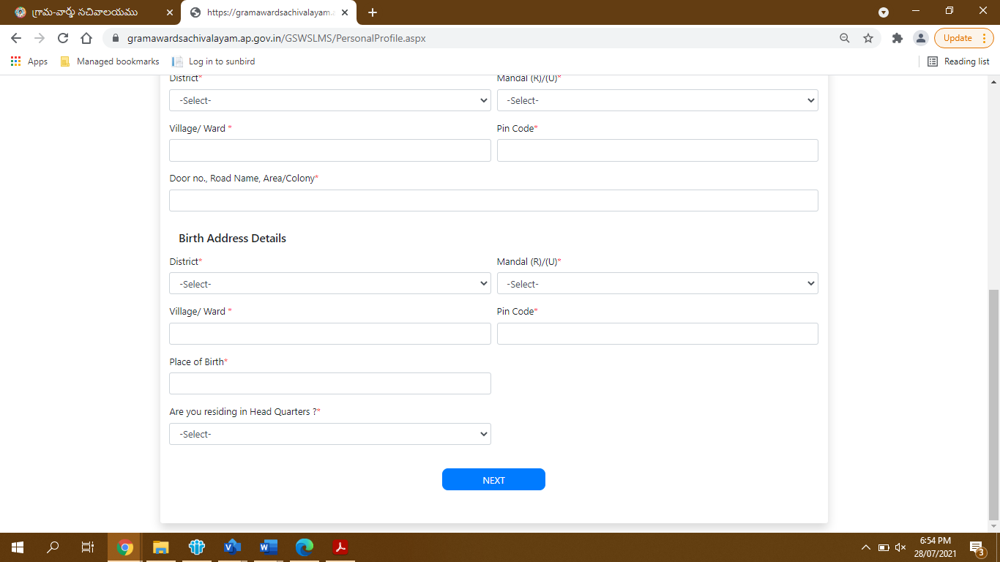 గ్రామ-వార్డు సచివాలయము
https://gramawardsachivalayam.a
gramawardsachivalayam.ap.gov.in/GSWSLMS/PersonalProfile.aspx
Update
Apps
Managed bookmarks
Log in to sunbird
Reading list
District*
Mandal (R)/(U)*
-Select-
-Select-
Village/ Ward *
Pin Code*
Door no., Road Name, Area/Colony*
Birth Address Details
District*
Mandal (R)/(U)*
-Select-
-Select-
Village/ Ward *
Pin Code*
Place of Birth*
Are you residing in Head Quarters ?*
-Select-
NEXT
6:54 PM
28/07/2021
3